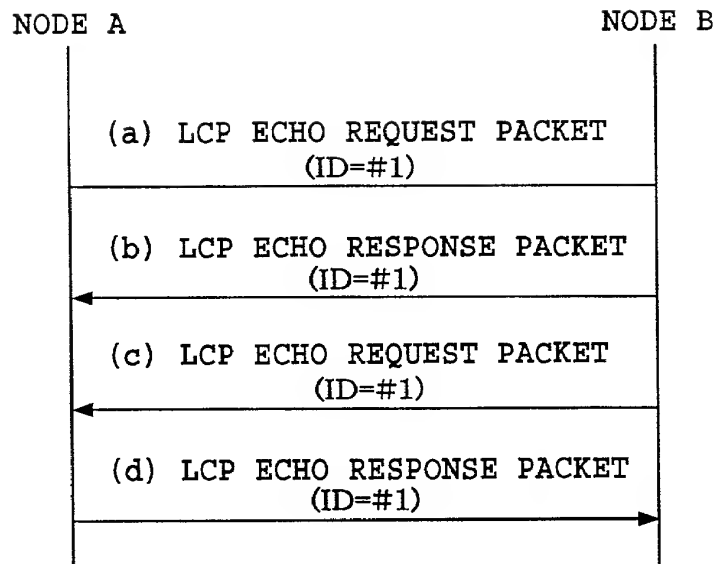 NODE A
NODE B
(a) LCP ECHO REQUEST PACKET
(ID=#1)
(b) LCP ECHO RESPONSE PACKET
(ID=#1)
(c) LCP ECHO REQUEST PACKET
(ID=#1)
(d) LCP ECHO RESPONSE PACKET
(ID=#1)